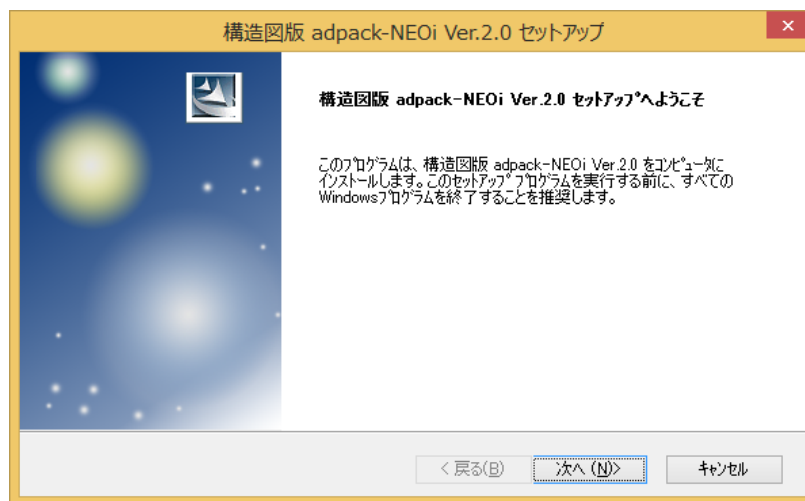 構造図版 adpack-NEOi Ver.2.0 セットアップ
構造図版 adpack-NEOi Ver.2.0 ｾｯﾄｱｯﾌﾟへようこそ
このﾌﾟﾛｸﾞﾗﾑは、構造図版 adpack-NEOi Ver.2.0 をｺﾝﾋﾟｭｰﾀに
ｲﾝｽﾄｰﾙします。このｾｯﾄｱｯﾌﾟ ﾌﾟﾛｸﾞﾗﾑを実行する前に、すべての
Windowsﾌﾟﾛｸﾞﾗﾑを終了することを推奨します。
< 戻る(B)
次へ (N)>
ｷｬﾝｾﾙ